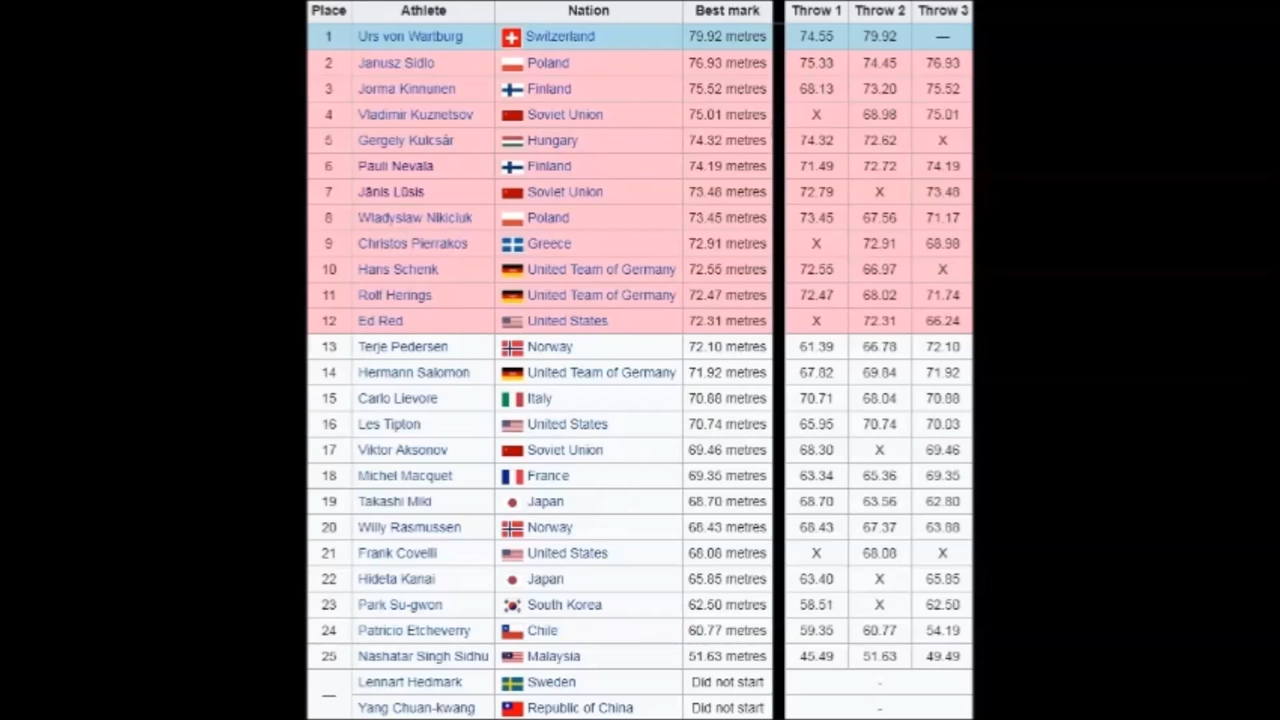 Place Athlete Nation Best mark Throw 1 Throw 2 Throw 3
1 Urs von Wartburg Switzerland 79.92 metres 74.55 79.92 —
2 Janusz Sidlo Poland 76.93 metres 75.33 74.45 76.93
3 Jorma Kinnunen Finland 75.52 metres 68.13 73.20 75.52
4 Vladimir Kuznetsov Soviet Union 75.01 metres X 68.98 75.01
5 Gergely Kulcsár Hungary 74.32 metres 74.32 72.62 X
6 Pauli Nevala Finland 74.19 metres 71.49 72.72 74.19
7 Jānis Lūsis Soviet Union 73.48 metres 72.79 X 73.48
8 Wladyslaw Nikiciuk Poland 73.45 metres 73.45 67.56 71.17
9 Christos Pierrakos Greece 72.91 metres X 72.91 68.98
10 Hans Schenk United Team of Germany 72.55 metres 72.55 66.97 X
11 Rolf Herings United Team of Germany 72.47 metres 72.47 68.02 71.74
12 Ed Red United States 72.31 metres X 72.31 66.24
13 Terje Pedersen Norway 72.10 metres 61.39 66.78 72.10
14 Hermann Salomon United Team of Germany 71.92 metres 67.82 69.84 71.92
15 Carlo Lievore Italy 70.88 metres 70.71 68.04 70.88
16 Les Tipton United States 70.74 metres 65.95 70.74 70.03
17 Viktor Aksonov Soviet Union 69.46 metres 68.30 X 69.46
18 Michel Macquet France 69.35 metres 63.34 65.36 69.35
19 Takashi Miki Japan 68.70 metres 68.70 63.56 62.80
20 Willy Rasmussen Norway 68.43 metres 68.43 67.37 63.88
21 Frank Covelli United States 68.08 metres X 68.08 X
22 Hideta Kanai Japan 65.85 metres 63.40 X 65.85
23 Park Su-gwon South Korea 62.50 metres 58.51 X 62.50
24 Patricio Etcheverry Chile 60.77 metres 59.35 60.77 54.19
25 Nashatar Singh Sidhu Malaysia 51.63 metres 45.49 51.63 49.49
— Lennart Hedmark Sweden Did not start -
Yang Chuan-kwang Republic of China Did not start -